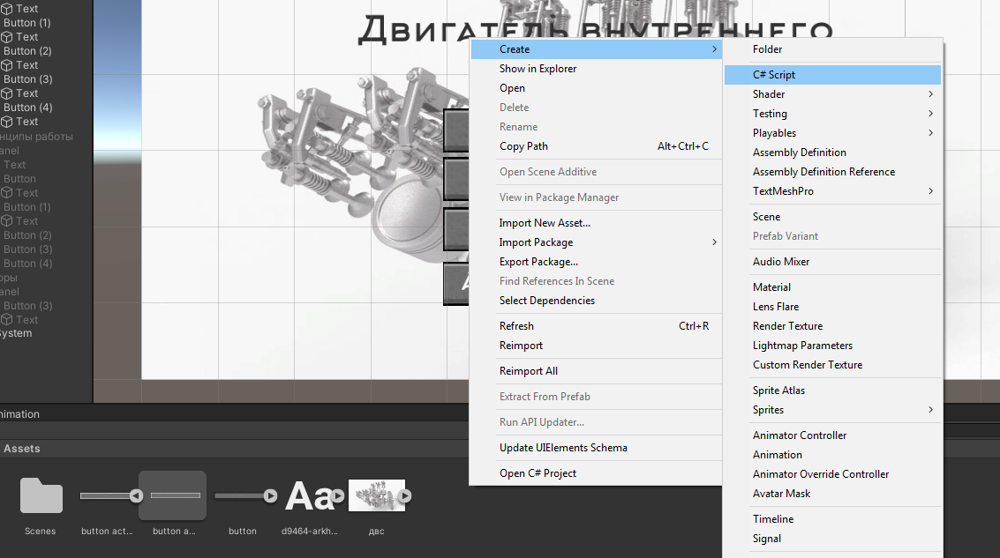 Text
Button (1)
Text
Button (2)
Text
Button (3)
Text
Button (4)
Text
нципы работы
anel
Text
Button
Text
Button (1)
Text
Button (2)
Button (3)
Button (4)
оры
anel
Button (3)
Text
System
Двигатель внутреннего
Create
Show in Explorer
Open
Delete
Rename
Copy Path Alt+Ctrl+C
Open Scene Additive
View in Package Manager
Import New Asset...
Import Package
Export Package...
Find References In Scene
Select Dependencies
Refresh Ctrl+R
Reimport
Reimport All
Extract From Prefab
Run API Updater...
Update UIElements Schema
Open C# Project
Folder
C# Script
Shader
Testing
Playables
Assembly Definition
Assembly Definition Reference
TextMeshPro
Scene
Prefab Variant
Audio Mixer
Material
Lens Flare
Render Texture
Lightmap Parameters
Custom Render Texture
Sprite Atlas
Sprites
Animator Controller
Animation
Animator Override Controller
Avatar Mask
Timeline
Signal
nimation
Assets
Aa
Scenes
button act...
button a...
button
d9464-arkh...
двс